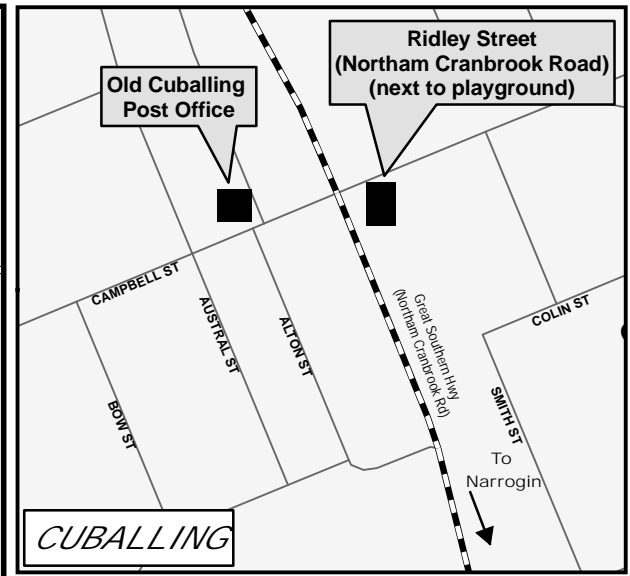 Ridley Street
(Northam Cranbrook Road)
(next to playground)
Old Cuballing
Post Office
CAMPBELL ST
AUSTRAL ST
ALTON ST
Great Southern Hwy
(Northam Cranbrook Rd)
COLIN ST
BOW ST
SMITH ST
To
Narrogin
CUBALLING